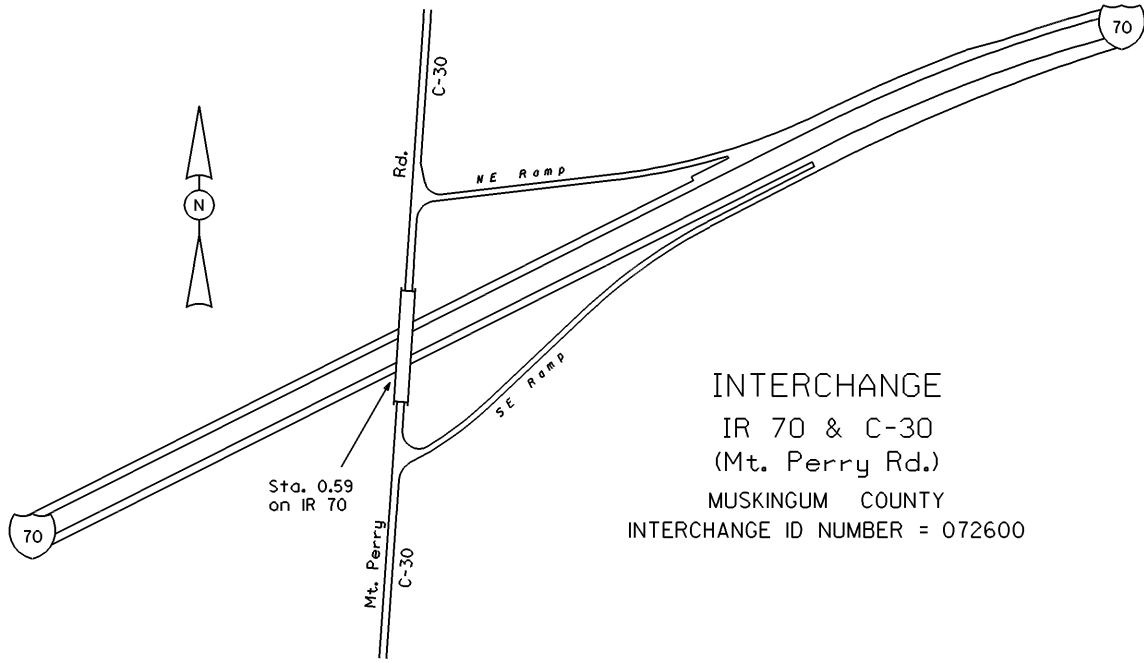 70
C-30
Rd.
NE Ramp
N
SE Ramp
INTERCHANGE
IR 70 & C-30
(Mt. Perry Rd.)
MUSKINGUM COUNTY
INTERCHANGE ID NUMBER = 072600
Sta. 0.59
on IR 70
70
Mt. Perry
C-30